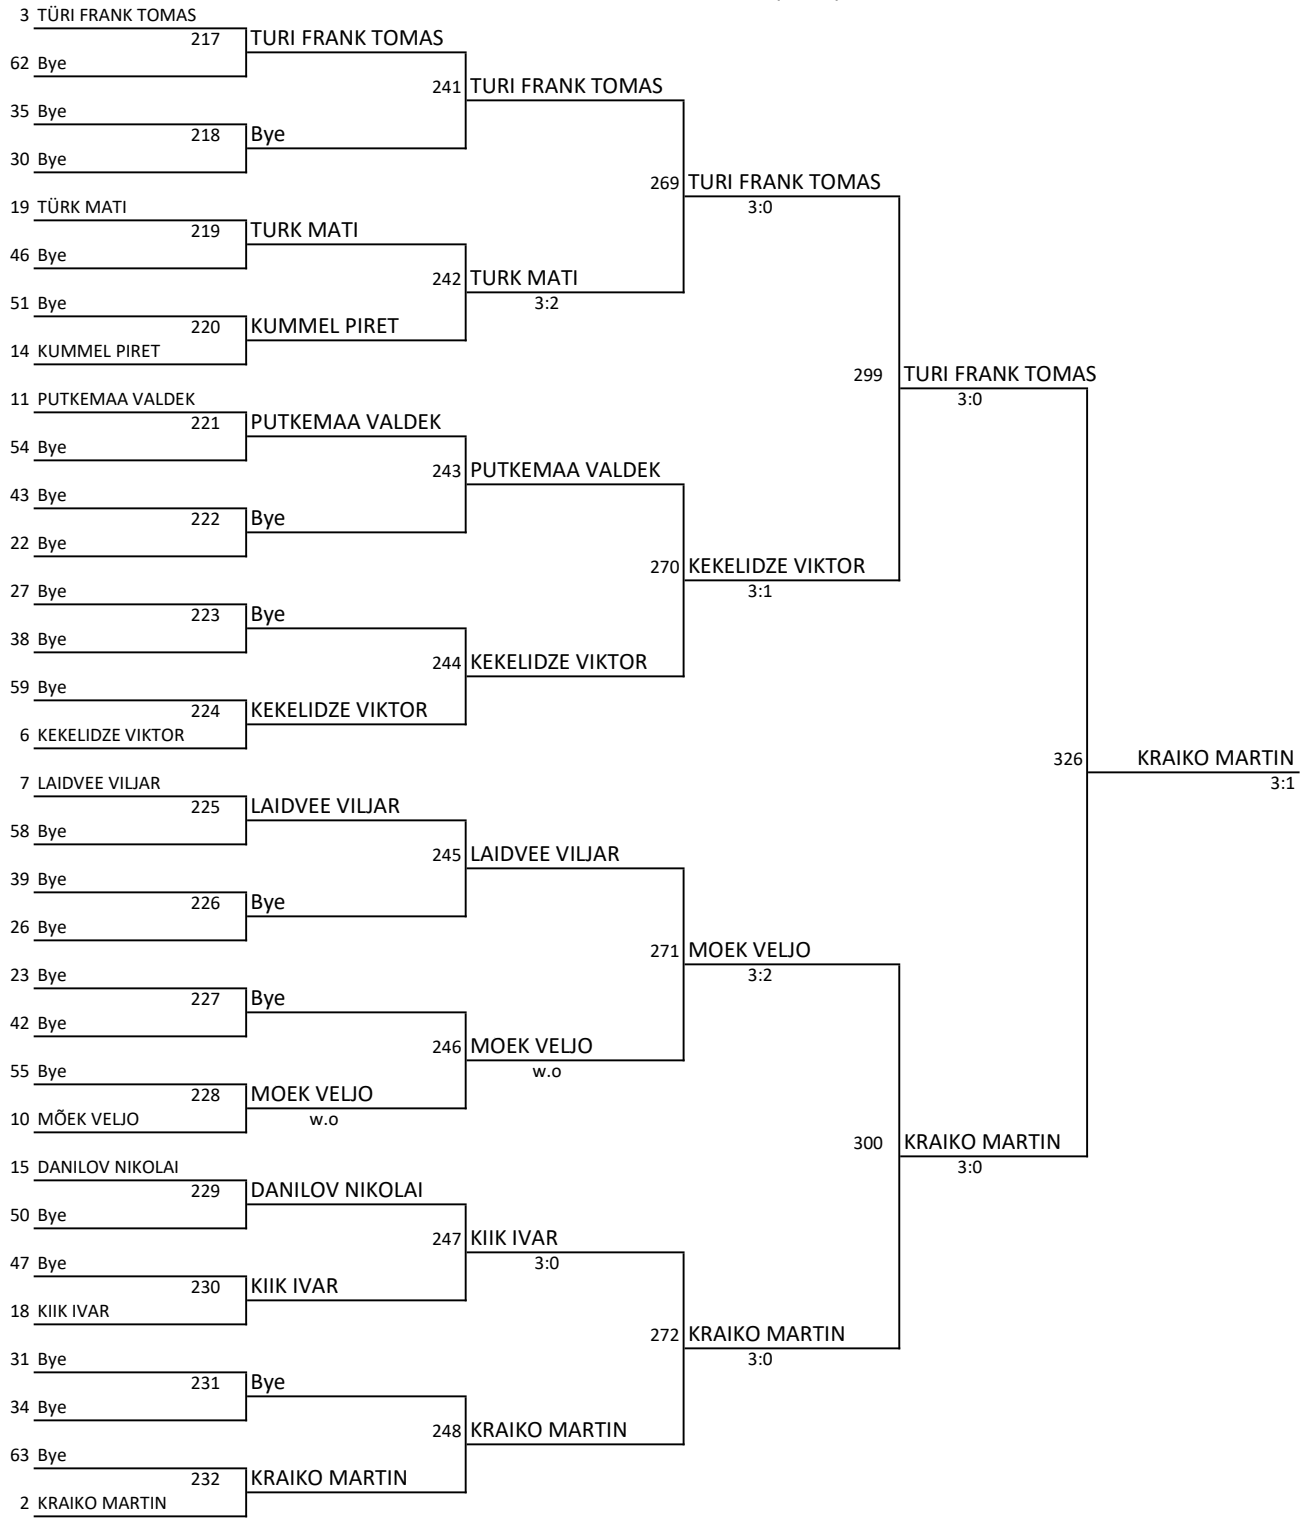 3 TÜRI FRANK TOMAS
217 TURI FRANK TOMAS
62 Bye
241 TURI FRANK TOMAS
35 Bye
218 Bye
30 Bye
269 TURI FRANK TOMAS
3:0
19 TÜRK MATI
219 TURK MATI
46 Bye
242 TURK MATI
3:2
51 Bye
220 KUMMEL PIRET
14 KUMMEL PIRET
299 TURI FRANK TOMAS
3:0
11 PUTKEMAA VALDEK
221 PUTKEMAA VALDEK
54 Bye
243 PUTKEMAA VALDEK
43 Bye
222 Bye
22 Bye
270 KEKELIDZE VIKTOR
3:1
27 Bye
223 Bye
38 Bye
244 KEKELIDZE VIKTOR
59 Bye
224 KEKELIDZE VIKTOR
6 KEKELIDZE VIKTOR
326 KRAIKO MARTIN
3:1
7 LAIDVEE VILJAR
225 LAIDVEE VILJAR
58 Bye
245 LAIDVEE VILJAR
39 Bye
226 Bye
26 Bye
271 MOEK VELJO
3:2
23 Bye
227 Bye
42 Bye
246 MOEK VELJO
w.o
55 Bye
228 MOEK VELJO
w.o
10 MÕEK VELJO
300 KRAIKO MARTIN
3:0
15 DANILOV NIKOLAI
229 DANILOV NIKOLAI
50 Bye
247 KIIK IVAR
3:0
47 Bye
230 KIIK IVAR
18 KIIK IVAR
272 KRAIKO MARTIN
3:0
31 Bye
231 Bye
34 Bye
248 KRAIKO MARTIN
63 Bye
232 KRAIKO MARTIN
2 KRAIKO MARTIN